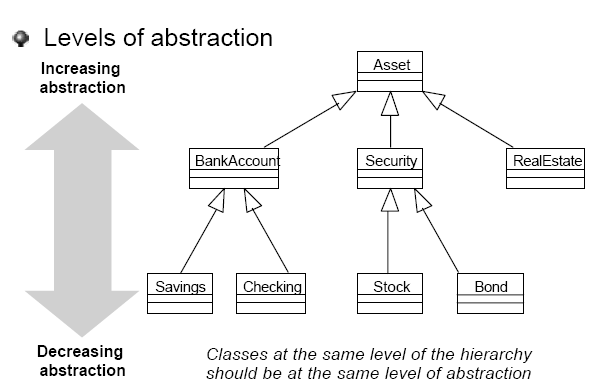 Levels of abstraction
Increasing
abstraction
Asset
BankAccount
Security
RealEstate
Savings
Checking
Stock
Bond
Decreasing
abstraction
Classes at the same level of the hierarchy
should be at the same level of abstraction